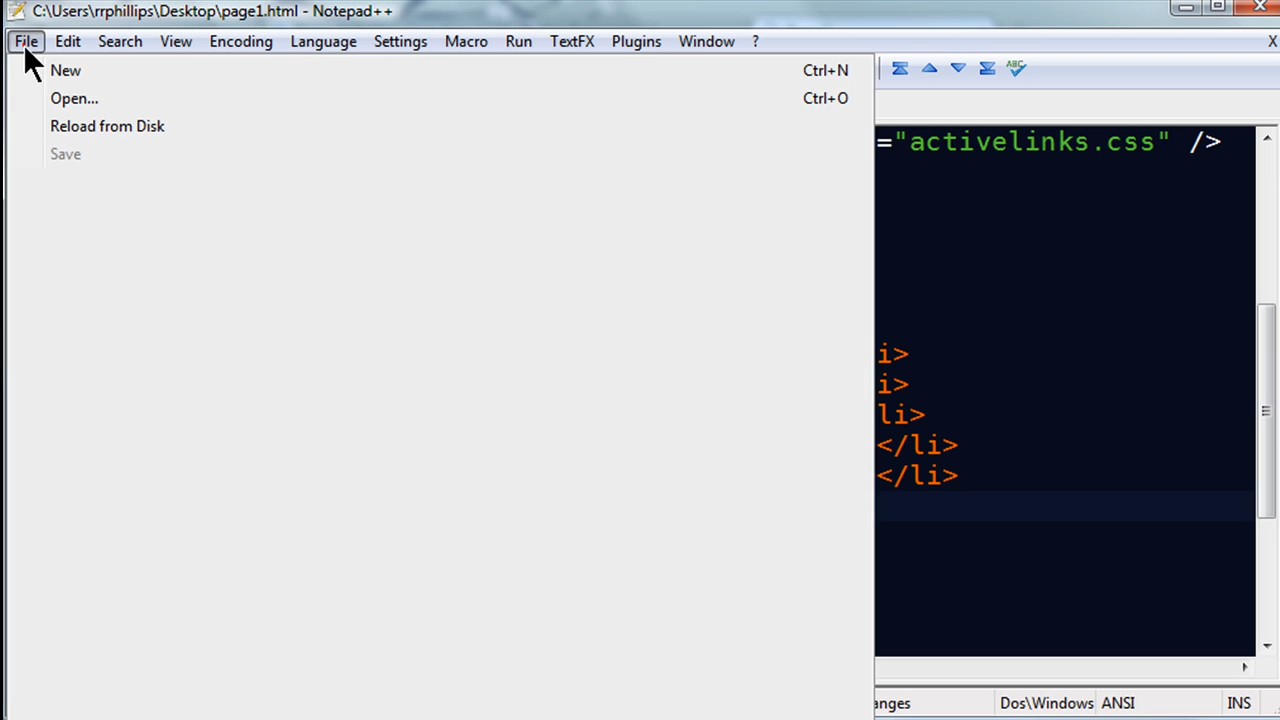 C:\Users\rrphillips\Desktop\page1.html - Notepad++
File Edit Search View Encoding Language Settings Macro Run TextFX Plugins Window ? X
New Ctrl+N
Open... Ctrl+O
ABC
Reload from Disk
="activelinks.css" />
Save
i>
i>
li>
</li>
</li>
anges Dos\Windows ANSI INS